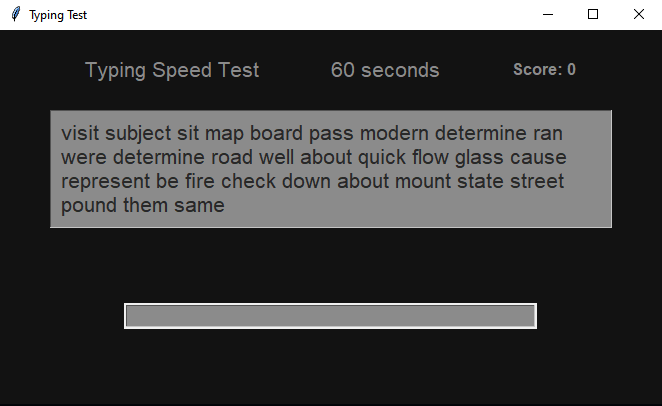 Typing Test
Typing Speed Test 60 seconds Score: 0
visit subject sit map board pass modern determine ran
were determine road well about quick flow glass cause
represent be fire check down about mount state street
pound them same